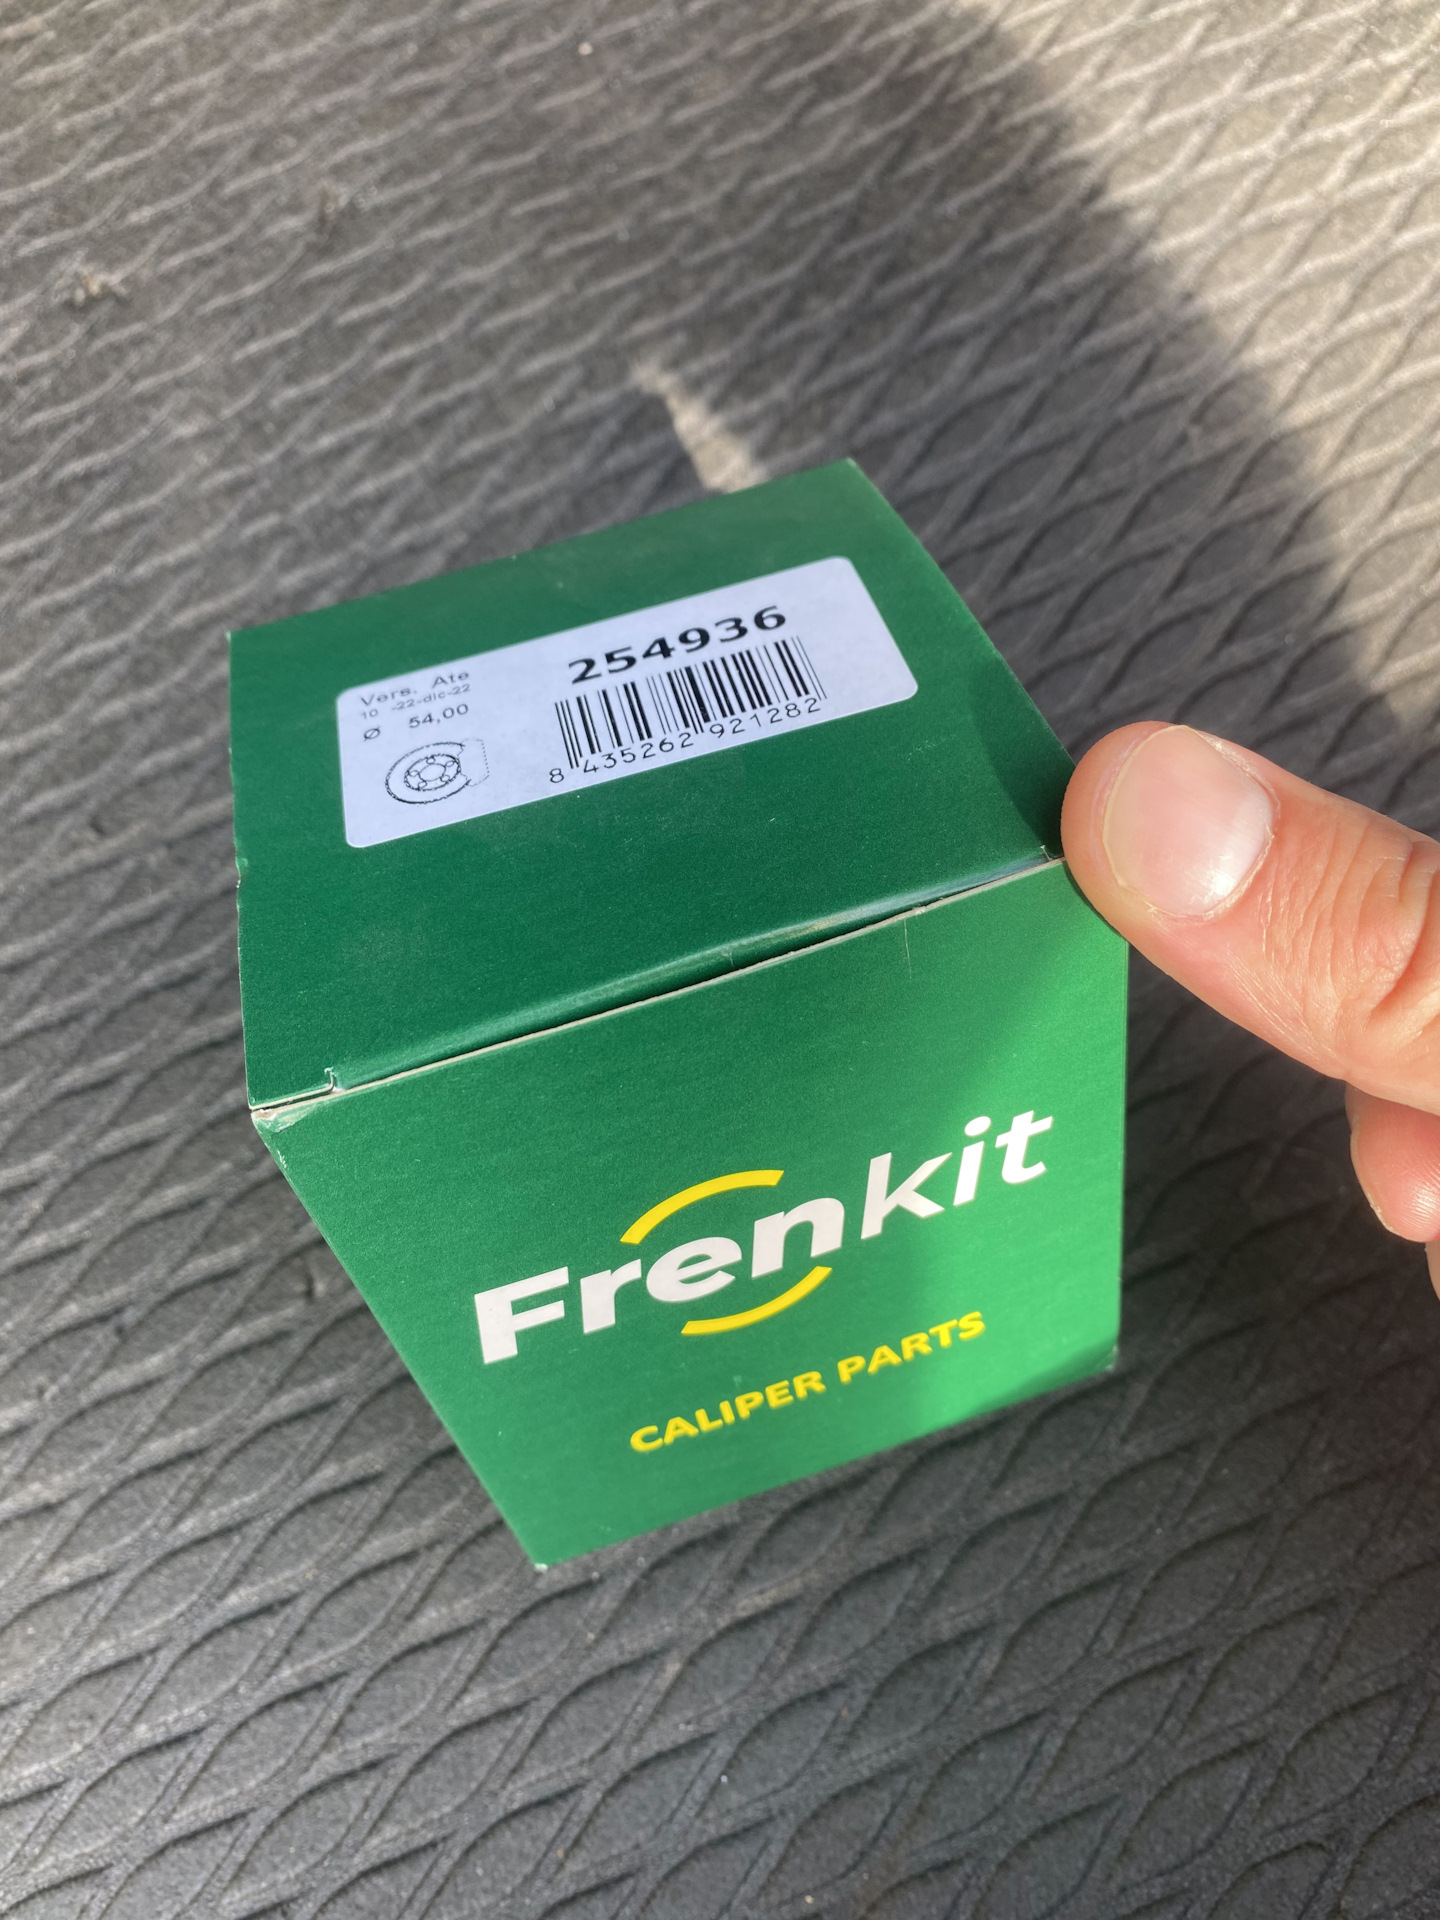 Vers. Ate
10 -22-dic-22
Ø 54,00
254936
8 435262 921282
Frenkit
CALIPER PARTS